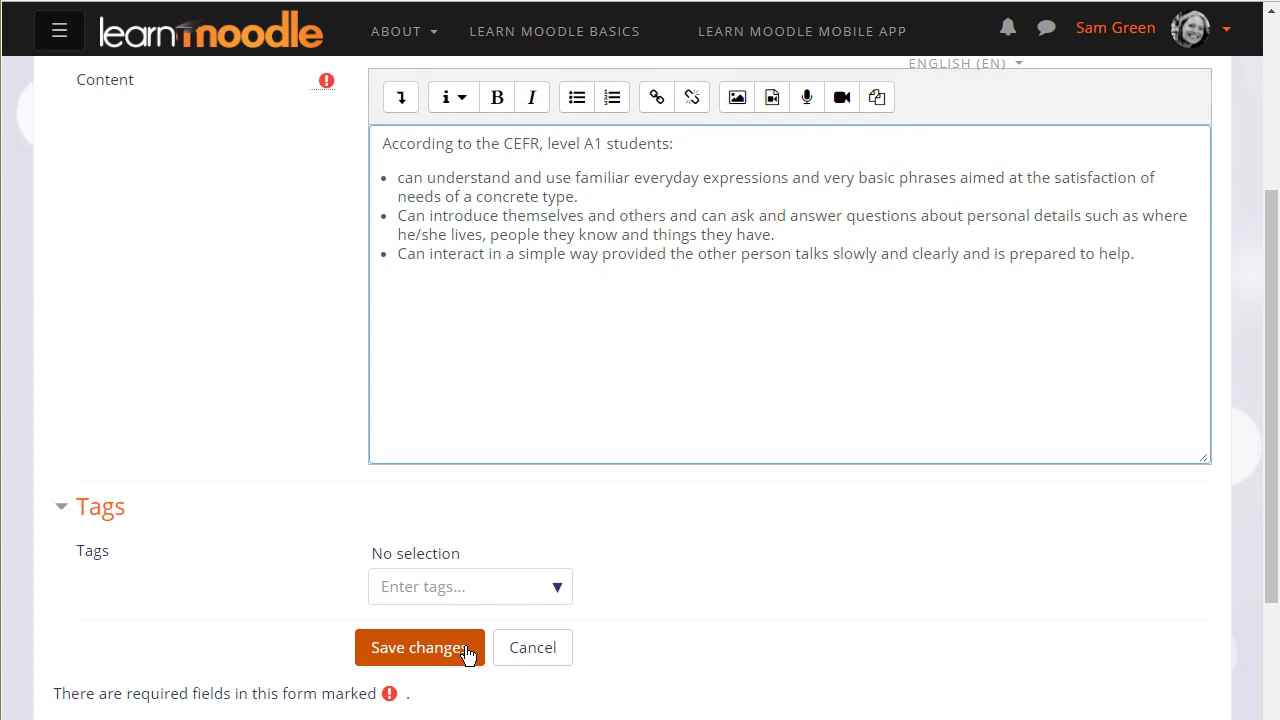 learn moodle
ABOUT
LEARN MOODLE BASICS
LEARN MOODLE MOBILE APP
Sam Green
ENGLISH (EN)
Content
B
I
According to the CEFR, level A1 students:
• can understand and use familiar everyday expressions and very basic phrases aimed at the satisfaction of
needs of a concrete type.
• Can introduce themselves and others and can ask and answer questions about personal details such as where
he/she lives, people they know and things they have.
• Can interact in a simple way provided the other person talks slowly and clearly and is prepared to help.
Tags
Tags
No selection
Enter tags...
Save changes
Cancel
There are required fields in this form marked .